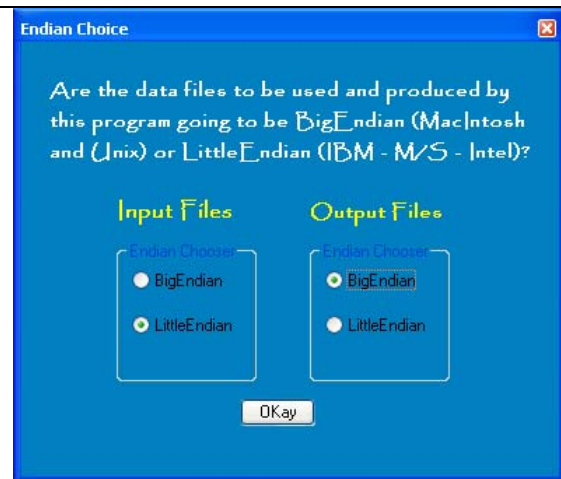 Endian Choice
Are the data files to be used and produced by
this program going to be BigEndian (MacIntosh
and Unix) or LittleEndian (IBM - M/S - Intel)?
Input Files
Output Files
Endian Chooser
Endian Chooser
BigEndian
BigEndian
LittleEndian
LittleEndian
OKay